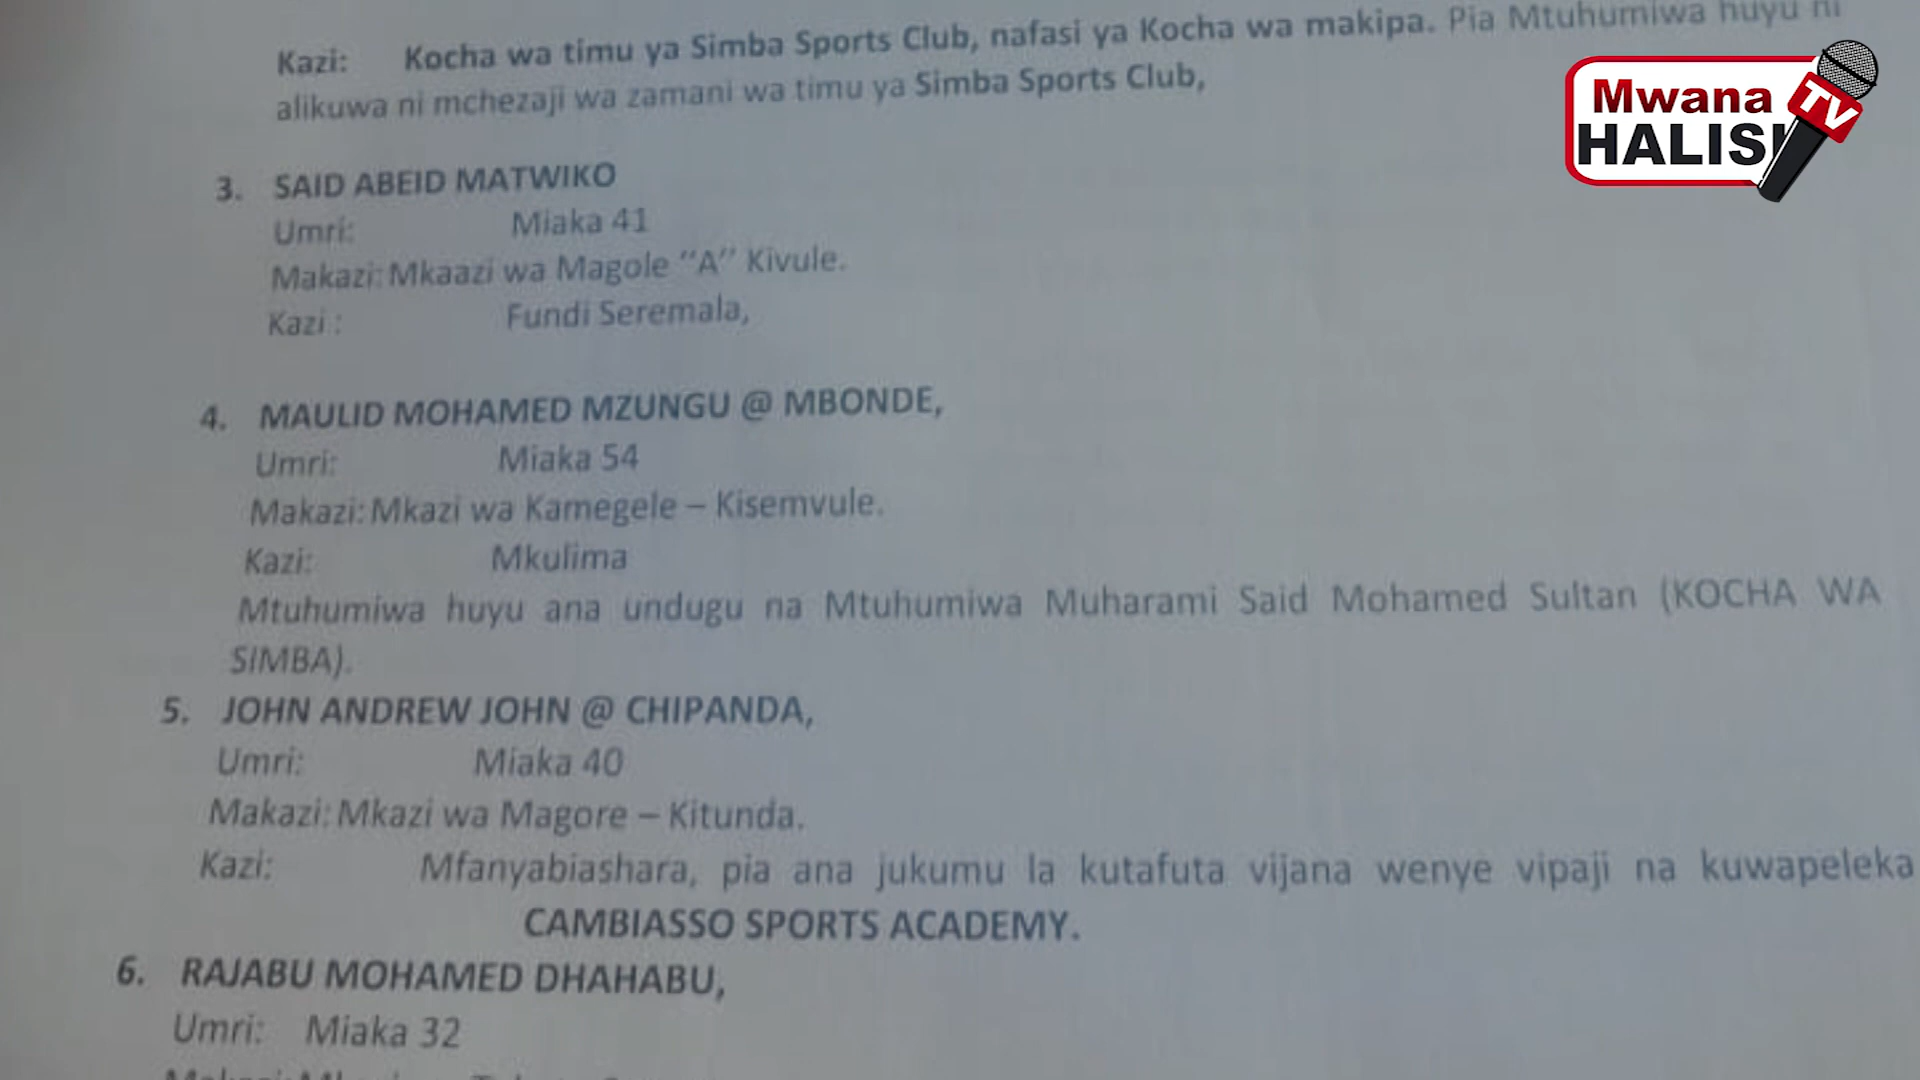 Kazi: Kocha wa timu ya Simba Sports Club, nafasi ya Kocha wa makipa. Pia Mtuhumiwa huyu ni
alikuwa ni mchezaji wa zamani wa timu ya Simba Sports Club,
3. SAID ABEID MATWIKO
Umri: Miaka 41
Makazi: Mkaazi wa Magole "A" Kivule.
Kazi : Fundi Seremala,
4. MAULID MOHAMED MZUNGU @ MBONDE,
Umri: Miaka 54
Makazi: Mkazi wa Kamegele – Kisemvule.
Kazi: Mkulima
Mtuhumiwa huyu ana undugu na Mtuhumiwa Muharami Said Mohamed Sultan (KOCHA WA
SIMBA).
5. JOHN ANDREW JOHN @ CHIPANDA,
Umri: Miaka 40
Makazi: Mkazi wa Magore – Kitunda.
Kazi: Mfanyabiashara, pia ana jukumu la kutafuta vijana wenye vipaji na kuwapeleka
CAMBIASSO SPORTS ACADEMY.
6. RAJABU MOHAMED DHAHABU,
Umri: Miaka 32
Mwana
HALISI
TV